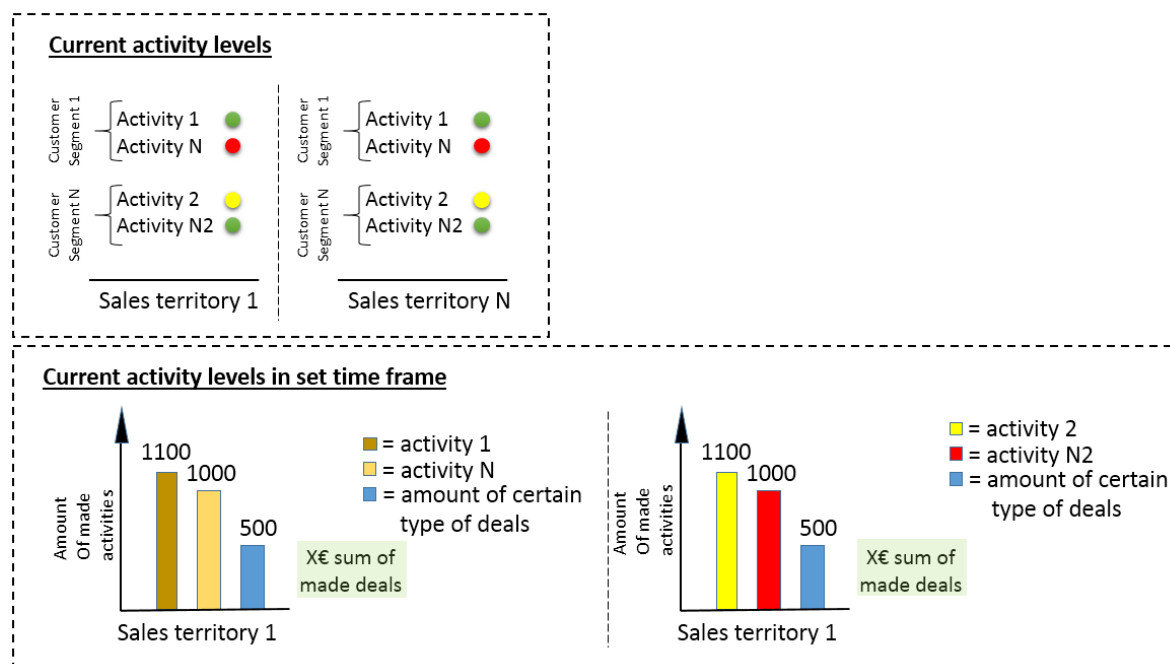 Current activity levels
Customer
Segment 1
Activity 1
Activity N
Customer
Segment N
Activity 2
Activity N2
Sales territory 1
Customer
Segment 1
Activity 1
Activity N
Customer
Segment N
Activity 2
Activity N2
Sales territory N
Current activity levels in set time frame
Amount
Of made
activities
1100
1000
500
= activity 1
= activity N
= amount of certain
type of deals
X€ sum of
made deals
Sales territory 1
Amount
Of made
activities
1100
1000
500
= activity 2
= activity N2
= amount of certain
type of deals
X€ sum of
made deals
Sales territory 1